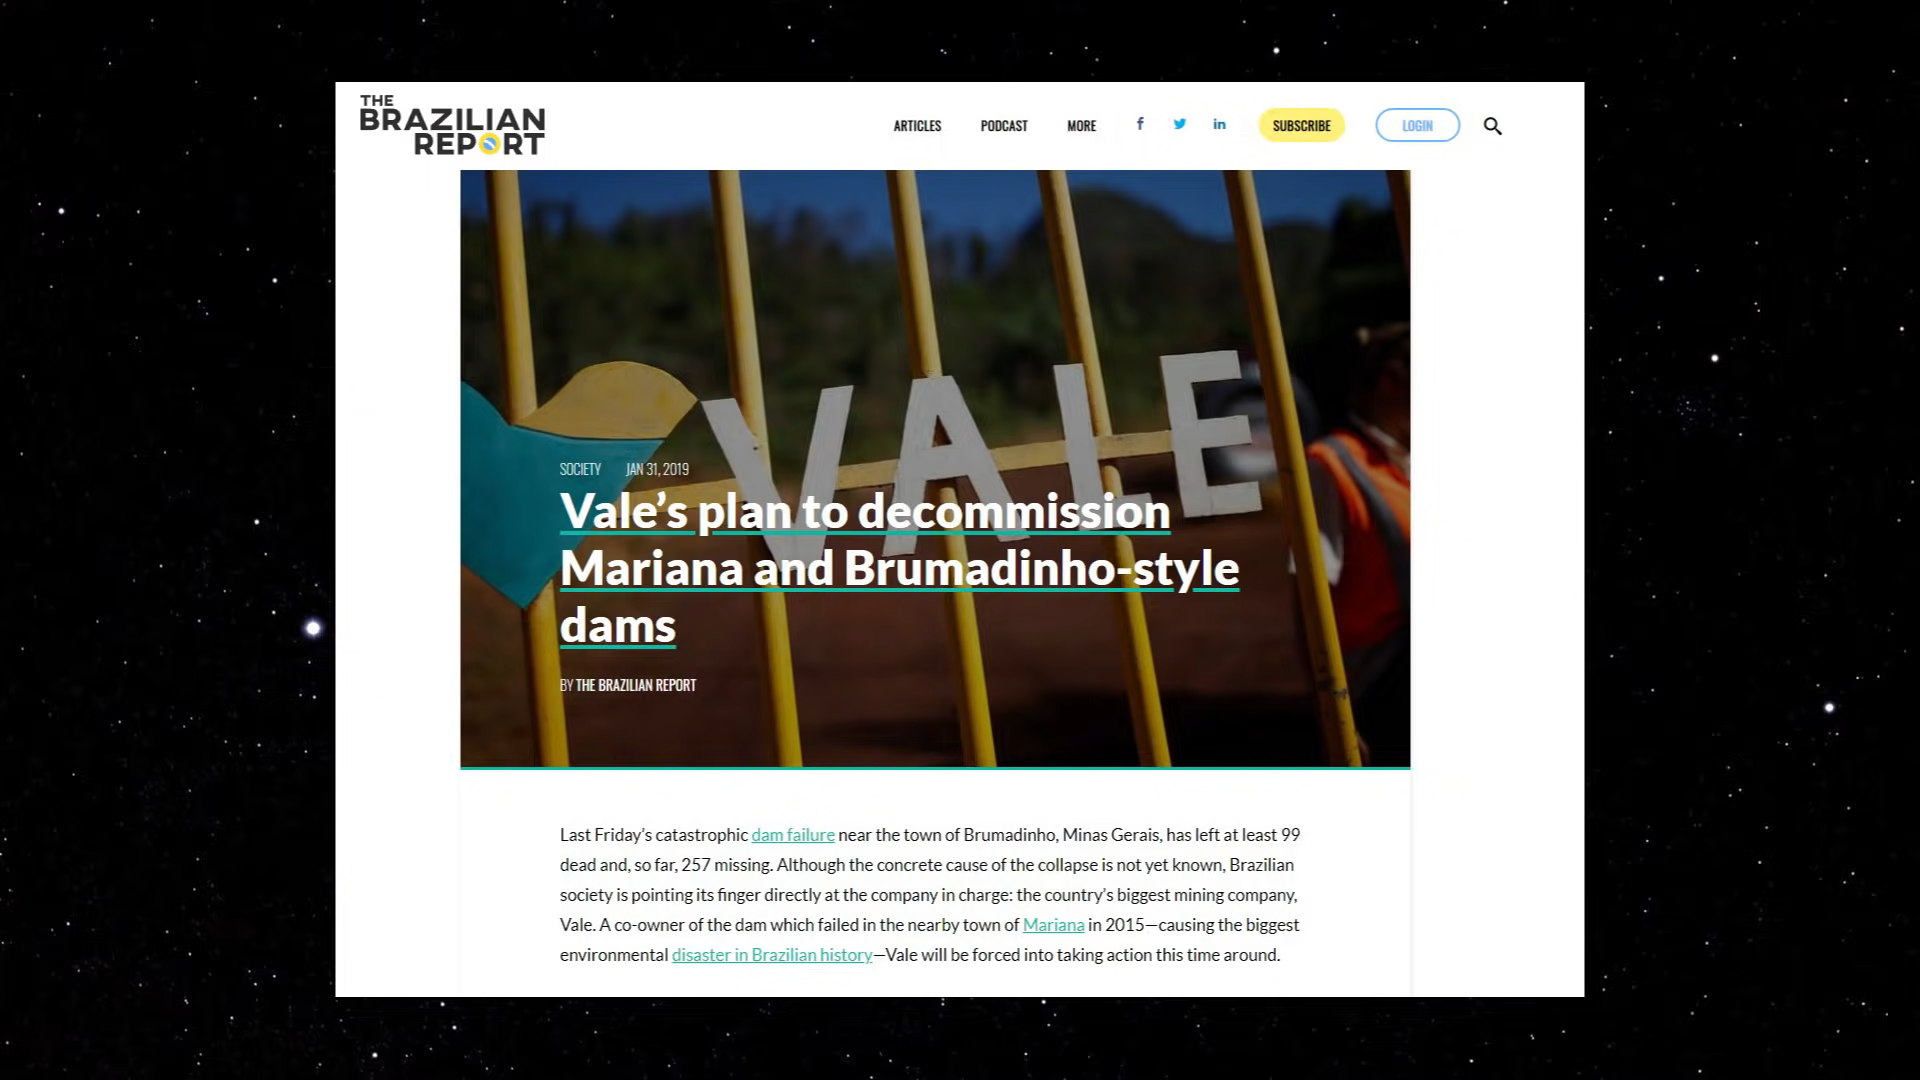 THE
BRAZILIAN
REPORT
ARTICLES PODCAST MORE f in SUBSCRIBE LOGIN
VALE
SOCIETY JAN 31, 2019
Vale’s plan to decommission
Mariana and Brumadinho-style
dams
BY THE BRAZILIAN REPORT
Last Friday’s catastrophic dam failure near the town of Brumadinho, Minas Gerais, has left at least 99
dead and, so far, 257 missing. Although the concrete cause of the collapse is not yet known, Brazilian
society is pointing its finger directly at the company in charge: the country’s biggest mining company,
Vale. A co-owner of the dam which failed in the nearby town of Mariana in 2015—causing the biggest
environmental disaster in Brazilian history—Vale will be forced into taking action this time around.